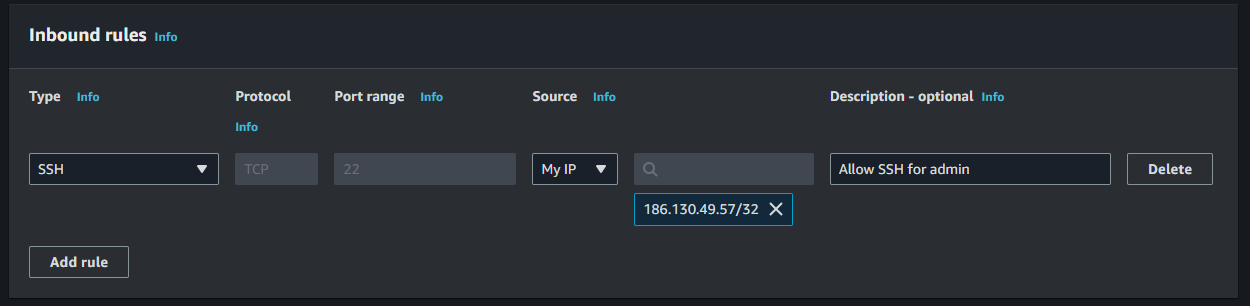 Inbound rules Info
Type Info Protocol Info Port range Info Source Info Description - optional Info
SSH TCP 22 My IP Allow SSH for admin Delete
186.130.49.57/32
Add rule